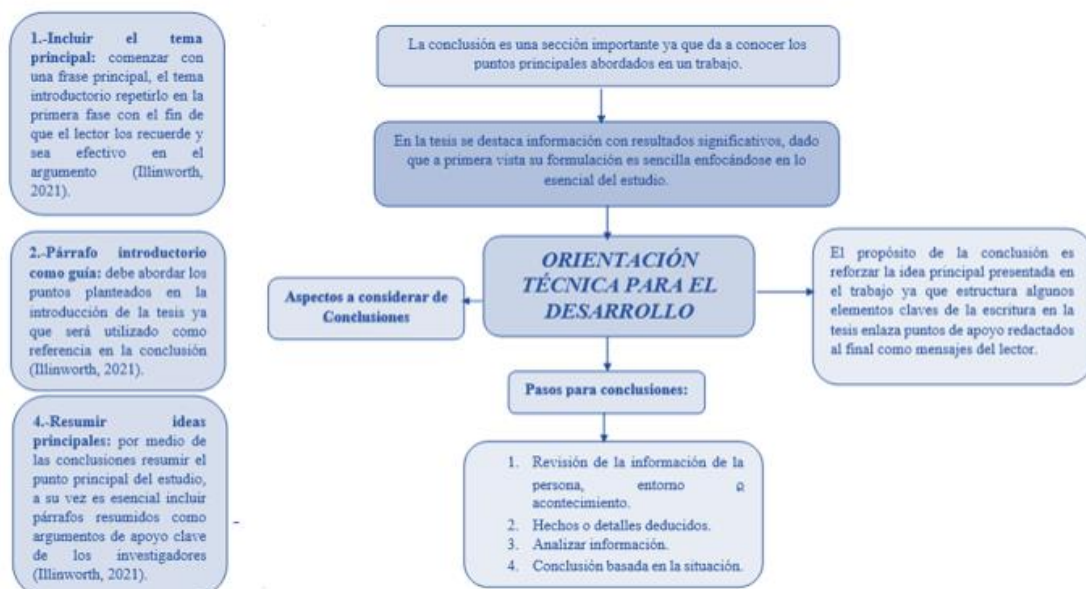 1.-Incluir el tema
principal: comenzar con
una frase principal, el tema
introductorio repetirlo en la
primera fase con el fin de
que el lector los recuerde y
sea efectivo en el
argumento (Illinworth,
2021).
2.-Párrafo introductorio
como guía: debe abordar los
puntos planteados en la
introducción de la tesis ya
que será utilizado como
referencia en la conclusión
(Illinworth, 2021).
4.-Resumir ideas
principales: por medio de
las conclusiones resumir el
punto principal del estudio,
a su vez es esencial incluir
párrafos resumidos como
argumentos de apoyo clave
de los investigadores
(Illinworth, 2021).
La conclusión es una sección importante ya que da a conocer los
puntos principales abordados en un trabajo.
En la tesis se destaca información con resultados significativos, dado
que a primera vista su formulación es sencilla enfocándose en lo
esencial del estudio.
ORIENTACIÓN
TÉCNICA PARA EL
DESARROLLO
Aspectos a considerar de
Conclusiones
El propósito de la conclusión es
reforzar la idea principal presentada
en el trabajo ya que estructura algunos
elementos claves de la escritura en la
tesis enlaza puntos de apoyo redactados
al final como mensajes del lector.
Pasos para conclusiones:
1. Revisión de la información de la
persona, entorno o
acontecimiento.
2. Hechos o detalles deducidos.
3. Analizar información.
4. Conclusión basada en la situación.